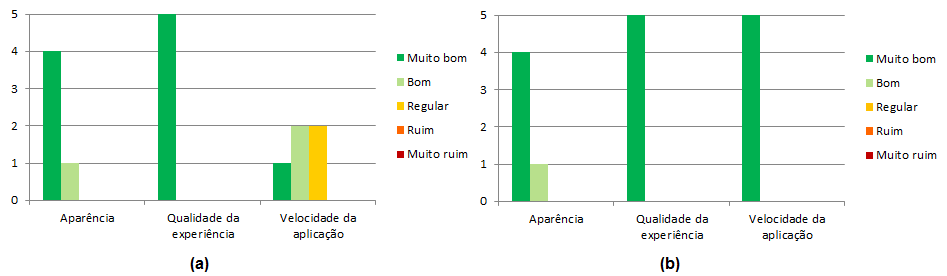 5
4
3
2
1
0
Aparência
Qualidade da
experiência
Velocidade da
aplicação
Muito bom
Bom
Regular
Ruim
Muito ruim
(a)
5
4
3
2
1
0
Aparência
Qualidade da
experiência
Velocidade da
aplicação
Muito bom
Bom
Regular
Ruim
Muito ruim
(b)